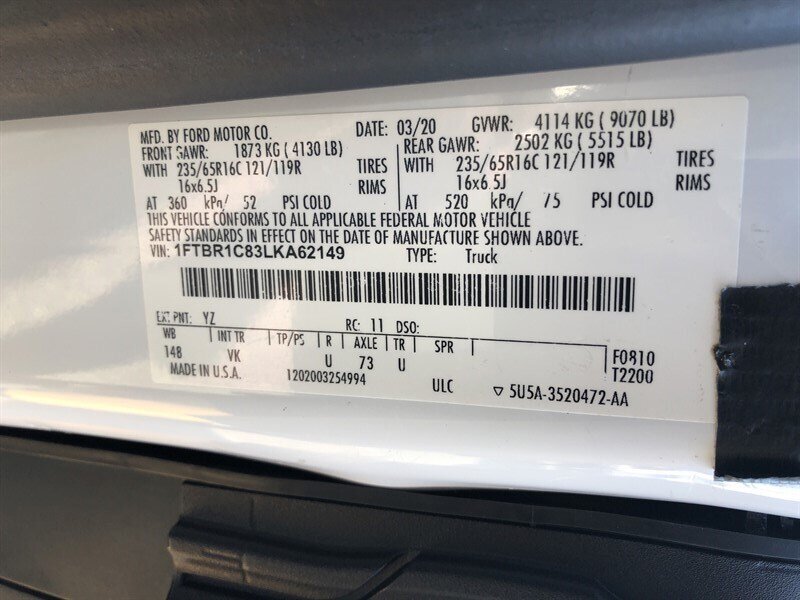 MFD. BY FORD MOTOR CO. DATE: 03/20 GVWR: 4114 KG ( 9070 LB)
FRONT GAWR: 1873 KG ( 4130 LB) REAR GAWR: 2502 KG ( 5515 LB)
WITH 235/65R16C 121/119R TIRES WITH 235/65R16C 121/119R TIRES
16x6.5J RIMS 16x6.5J RIMS
AT 360 kPa/ 52 PSI COLD AT 520 kPa/ 75 PSI COLD
THIS VEHICLE CONFORMS TO ALL APPLICABLE FEDERAL MOTOR VEHICLE
SAFETY STANDARDS IN EFFECT ON THE DATE OF MANUFACTURE SHOWN ABOVE.
VIN: 1FTBR1C83LKA62149 TYPE: Truck
EXT PNT: YZ RC: 11 DSO:
WB INT TR TP/PS R AXLE TR SPR F0810
148 VK U 73 U T2200
MADE IN U.S.A. 1202003254994 ULC ▽ 5U5A-3520472-AA